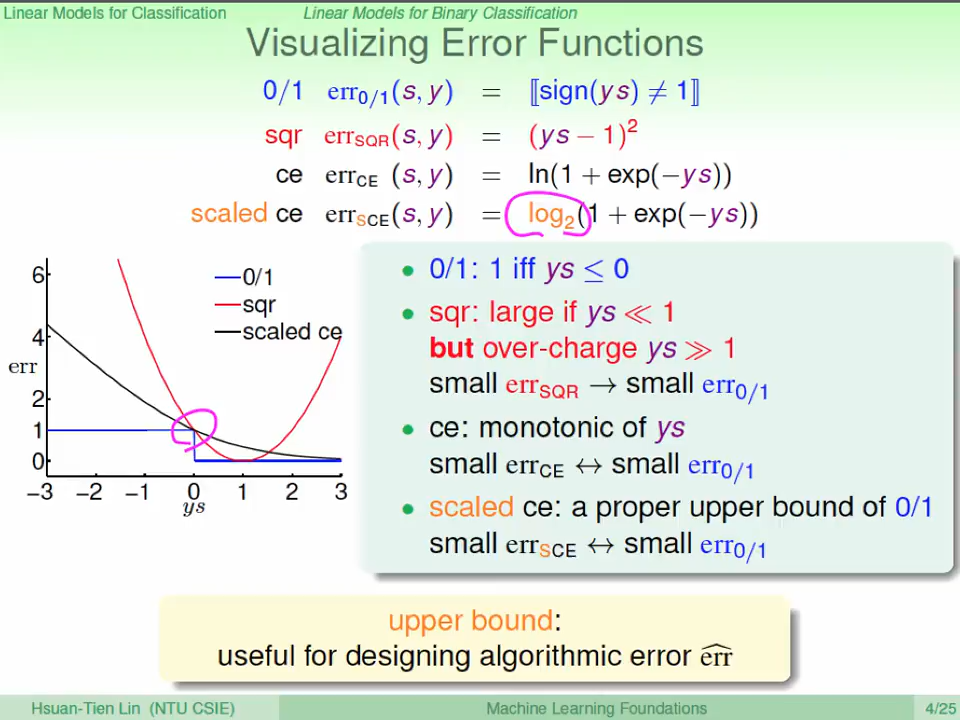 Linear Models for Classification Linear Models for Binary Classification
Visualizing Error Functions
0/1 err0/1(s, y) = ⟦sign(ys) ≠ 1⟧
sqr errSQR(s, y) = (ys − 1)²
ce errCE (s, y) = ln(1 + exp(−ys))
scaled ce errSCE(s, y) = log₂(1 + exp(−ys))
6
4
2
1
0
err
−3 −2 −1 0 1 2 3
ys
0/1
sqr
scaled ce
• 0/1: 1 iff ys ≤ 0
• sqr: large if ys ≪ 1
but over-charge ys ≫ 1
small errSQR → small err0/1
• ce: monotonic of ys
small errCE ↔ small err0/1
• scaled ce: a proper upper bound of 0/1
small errSCE ↔ small err0/1
upper bound:
useful for designing algorithmic error err̂
Hsuan-Tien Lin (NTU CSIE) Machine Learning Foundations 4/25